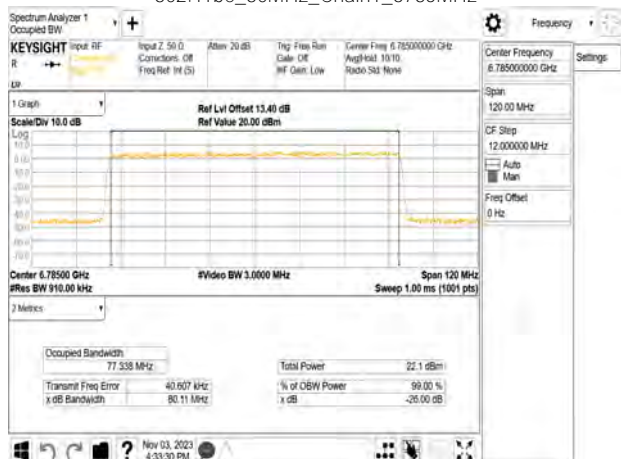 Spectrum Analyzer 1
Occupied BW
+
Frequency
KEYSIGHT
R
Input: RF
Input Z: 50 Ω
Corrections: Off
Freq Ref: Int (S)
Atten: 20 dB
Trig: Free Run
Gate: Off
#IF Gain: Low
Center Freq: 6.785000000 GHz
Avg|Hold: 10/10
Radio Std: None
Center Frequency
6.785000000 GHz
Settings
Span
120.00 MHz
CF Step
12.000000 MHz
Auto
Man
Freq Offset
0 Hz
1 Graph
Scale/Div 10.0 dB
Ref Lvl Offset 13.40 dB
Ref Value 20.00 dBm
Log
10.0
0.00
Center 6.78500 GHz
#Res BW 910.00 kHz
#Video BW 3.0000 MHz
Span 120 MHz
Sweep 1.00 ms (1001 pts)
2 Metrics
Occupied Bandwidth
77.338 MHz
Total Power
22.1 dBm
Transmit Freq Error
40.607 kHz
% of OBW Power
99.00 %
x dB Bandwidth
80.11 MHz
x dB
-26.00 dB
?
Nov 03, 2023
4:33:30 PM